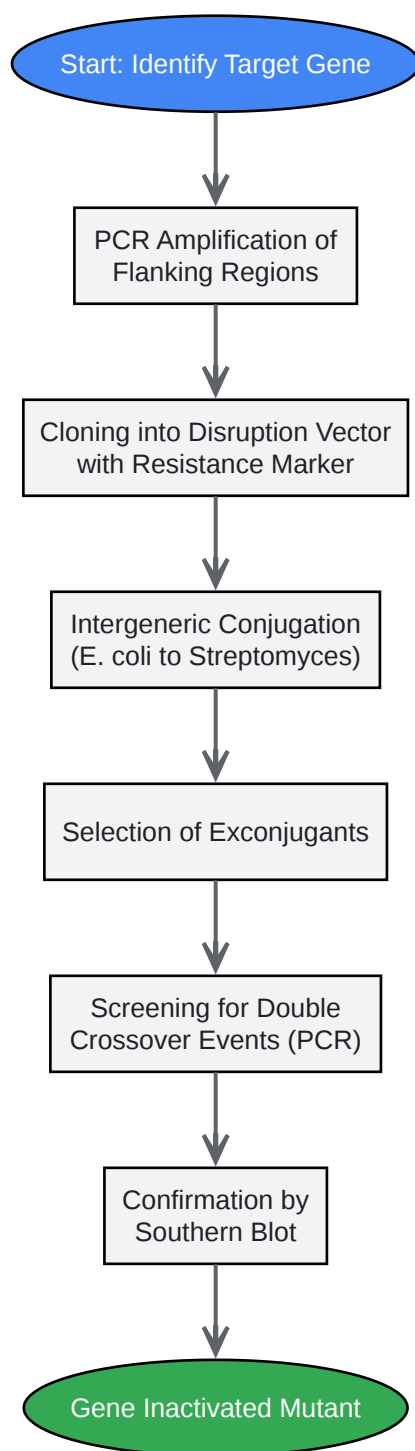 Start: Identify Target Gene
PCR Amplification of
Flanking Regions
Cloning into Disruption Vector
with Resistance Marker
Intergeneric Conjugation
(E. coli to Streptomyces)
Selection of Exconjugants
Screening for Double
Crossover Events (PCR)
Confirmation by
Southern Blot
Gene Inactivated Mutant